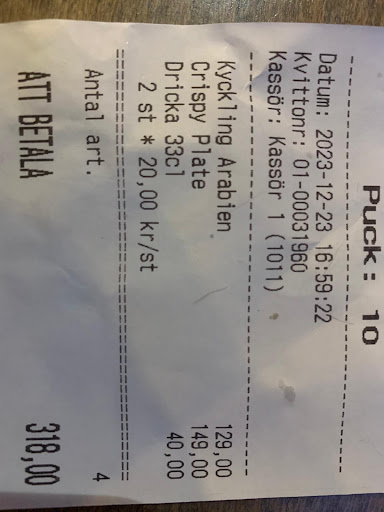 Puck: 10
Datum: 2023-12-23 16:59:22
Kvittonr: 01-00031960
Kassör: Kassör 1 (1011)
Kyckling Arabien 129,00
Crispy Plate 149,00
Dricka 33cl 40,00
2 st * 20,00 kr/st
Antal art. 4
ATT BETALA 318,00